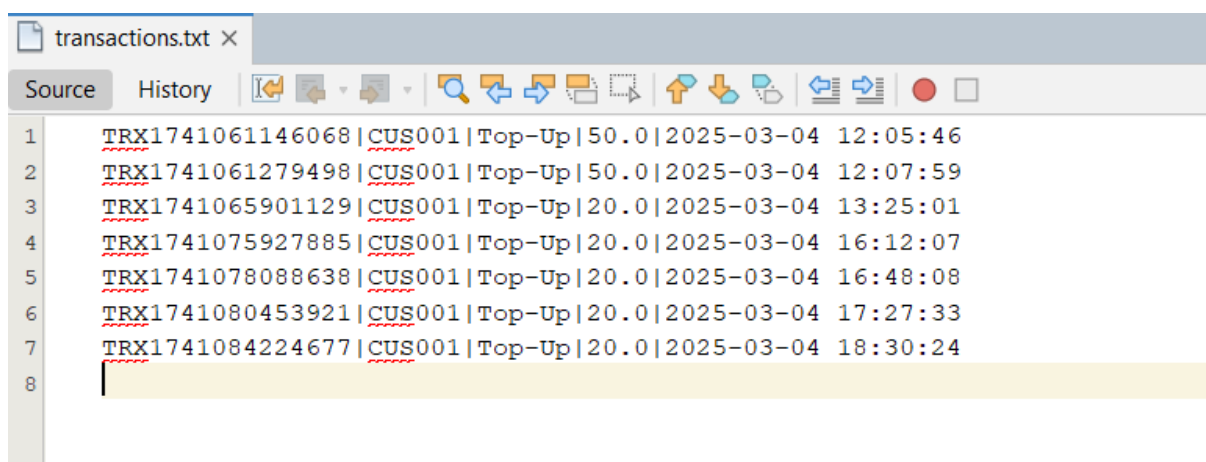 transactions.txt ×
Source History
1 TRX1741061146068|CUS001|Top-Up|50.0|2025-03-04 12:05:46
2 TRX1741061279498|CUS001|Top-Up|50.0|2025-03-04 12:07:59
3 TRX1741065901129|CUS001|Top-Up|20.0|2025-03-04 13:25:01
4 TRX1741075927885|CUS001|Top-Up|20.0|2025-03-04 16:12:07
5 TRX1741078088638|CUS001|Top-Up|20.0|2025-03-04 16:48:08
6 TRX1741080453921|CUS001|Top-Up|20.0|2025-03-04 17:27:33
7 TRX1741084224677|CUS001|Top-Up|20.0|2025-03-04 18:30:24
8